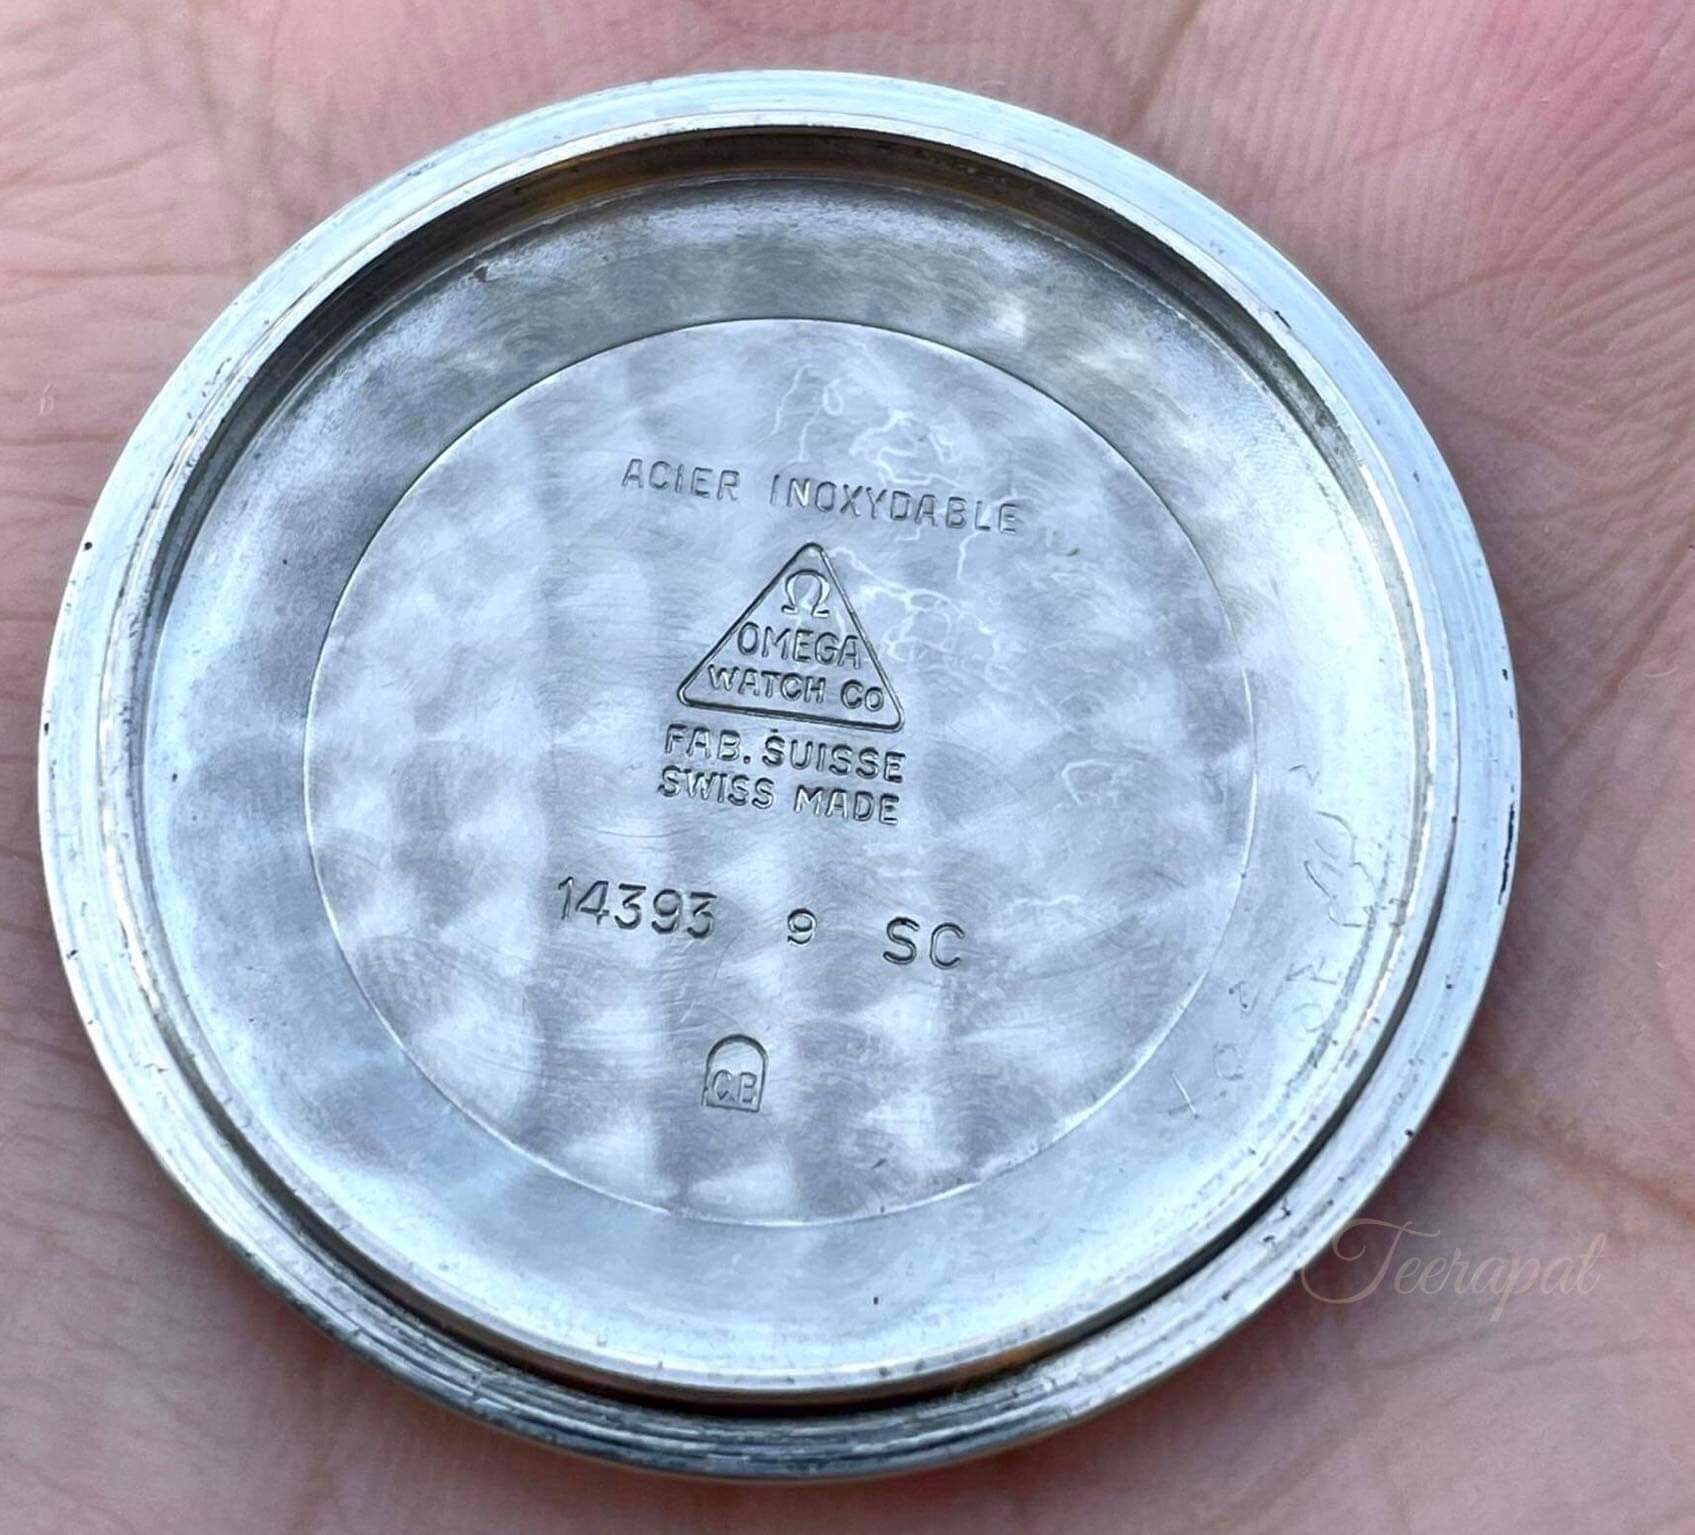 ACIER INOXYDABLE
Ω
OMEGA
WATCH Co
FAB. SUISSE
SWISS MADE
14393 9 SC
CB
Teerapat